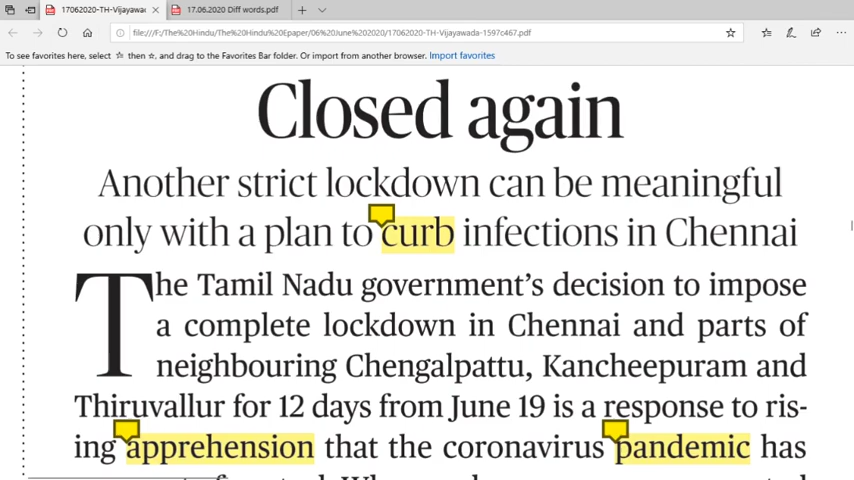 17062020-TH-Vijayawa
17.06.2020 Diff words.pdf
file:///F:/The%20Hindu/The%20Hindu%20Epaper/06%20June%202020/17062020-TH-Vijayawada-1597c467.pdf
To see favorites here, select then ☆, and drag to the Favorites Bar folder. Or import from another browser. Import favorites
Closed again
Another strict lockdown can be meaningful
only with a plan to curb infections in Chennai
The Tamil Nadu government's decision to impose
a complete lockdown in Chennai and parts of
neighbouring Chengalpattu, Kancheepuram and
Thiruvallur for 12 days from June 19 is a response to ris-
ing apprehension that the coronavirus pandemic has